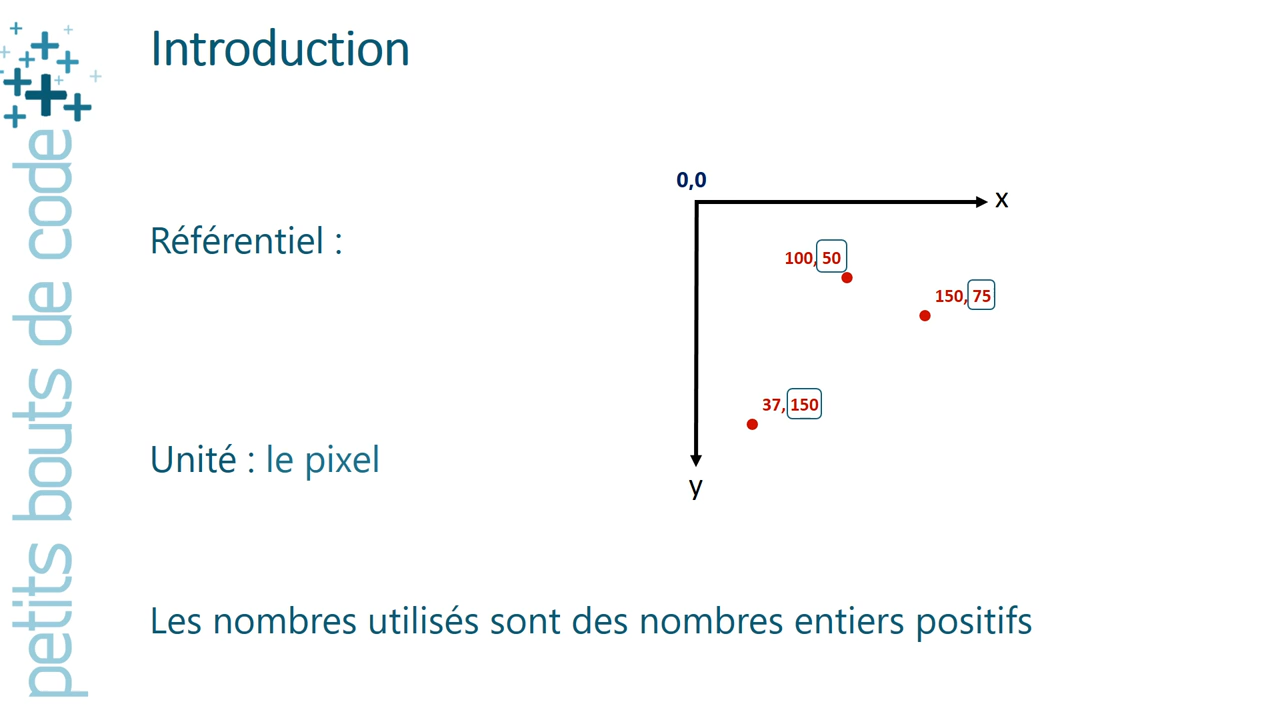 Introduction
petits bouts de code
0,0
x
Référentiel :
100, 50
150, 75
37, 150
Unité : le pixel
y
Les nombres utilisés sont des nombres entiers positifs